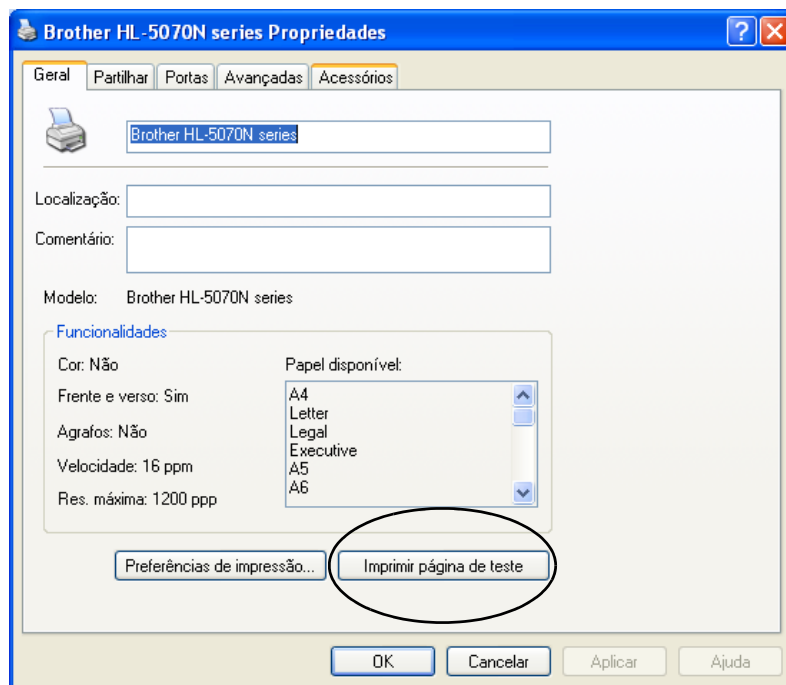 Brother HL-5070N series Propriedades
Geral Partilhar Portas Avançadas Acessórios
Brother HL-5070N series
Localização:
Comentário:
Modelo: Brother HL-5070N series
Funcionalidades
Cor: Não
Frente e verso: Sim
Agrafos: Não
Velocidade: 16 ppm
Res. máxima: 1200 ppp
Papel disponível:
A4
Letter
Legal
Executive
A5
A6
Preferências de impressão... Imprimir página de teste
OK Cancelar Aplicar Ajuda